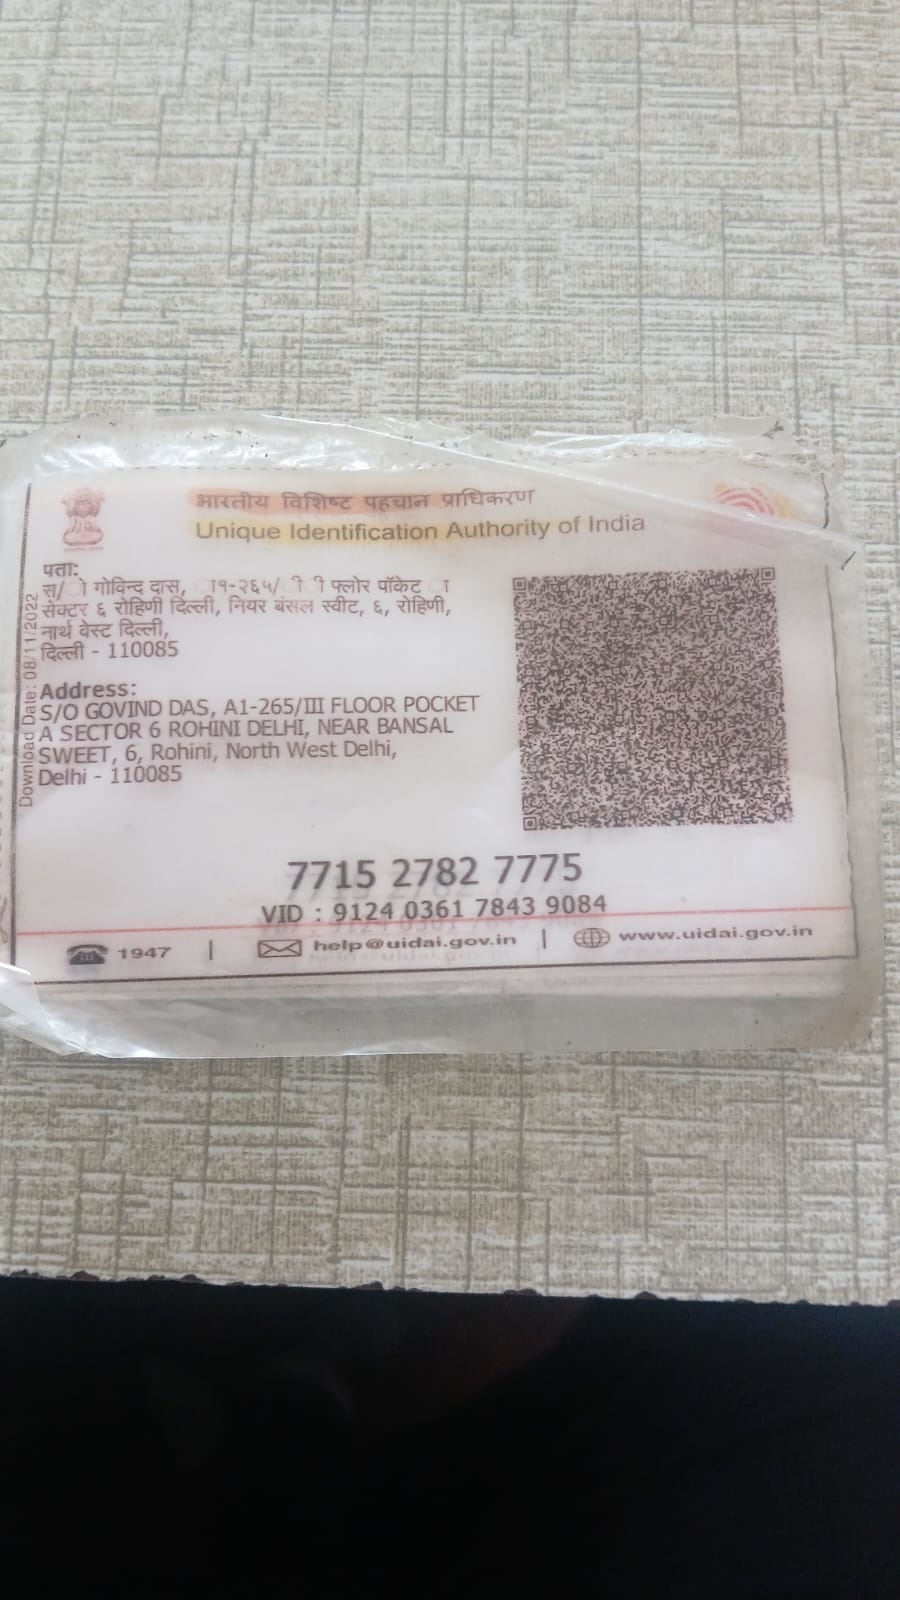 भारतीय विशिष्ट पहचान प्राधिकरण
Unique Identification Authority of India
पता:
स/ो गोविन्द दास, ा१-२६५/ी ी फ्लोर पॉकेट ा
सेक्टर ६ रोहिणी दिल्ली, नियर बंसल स्वीट, ६, रोहिणी,
नार्थ वेस्ट दिल्ली,
दिल्ली - 110085
Address:
S/O GOVIND DAS, A1-265/III FLOOR POCKET
A SECTOR 6 ROHINI DELHI, NEAR BANSAL
SWEET, 6, Rohini, North West Delhi,
Delhi - 110085
Download Date: 08/11/2022
7715 2782 7775
VID : 9124 0361 7843 9084
1947 | help@uidai.gov.in | www.uidai.gov.in